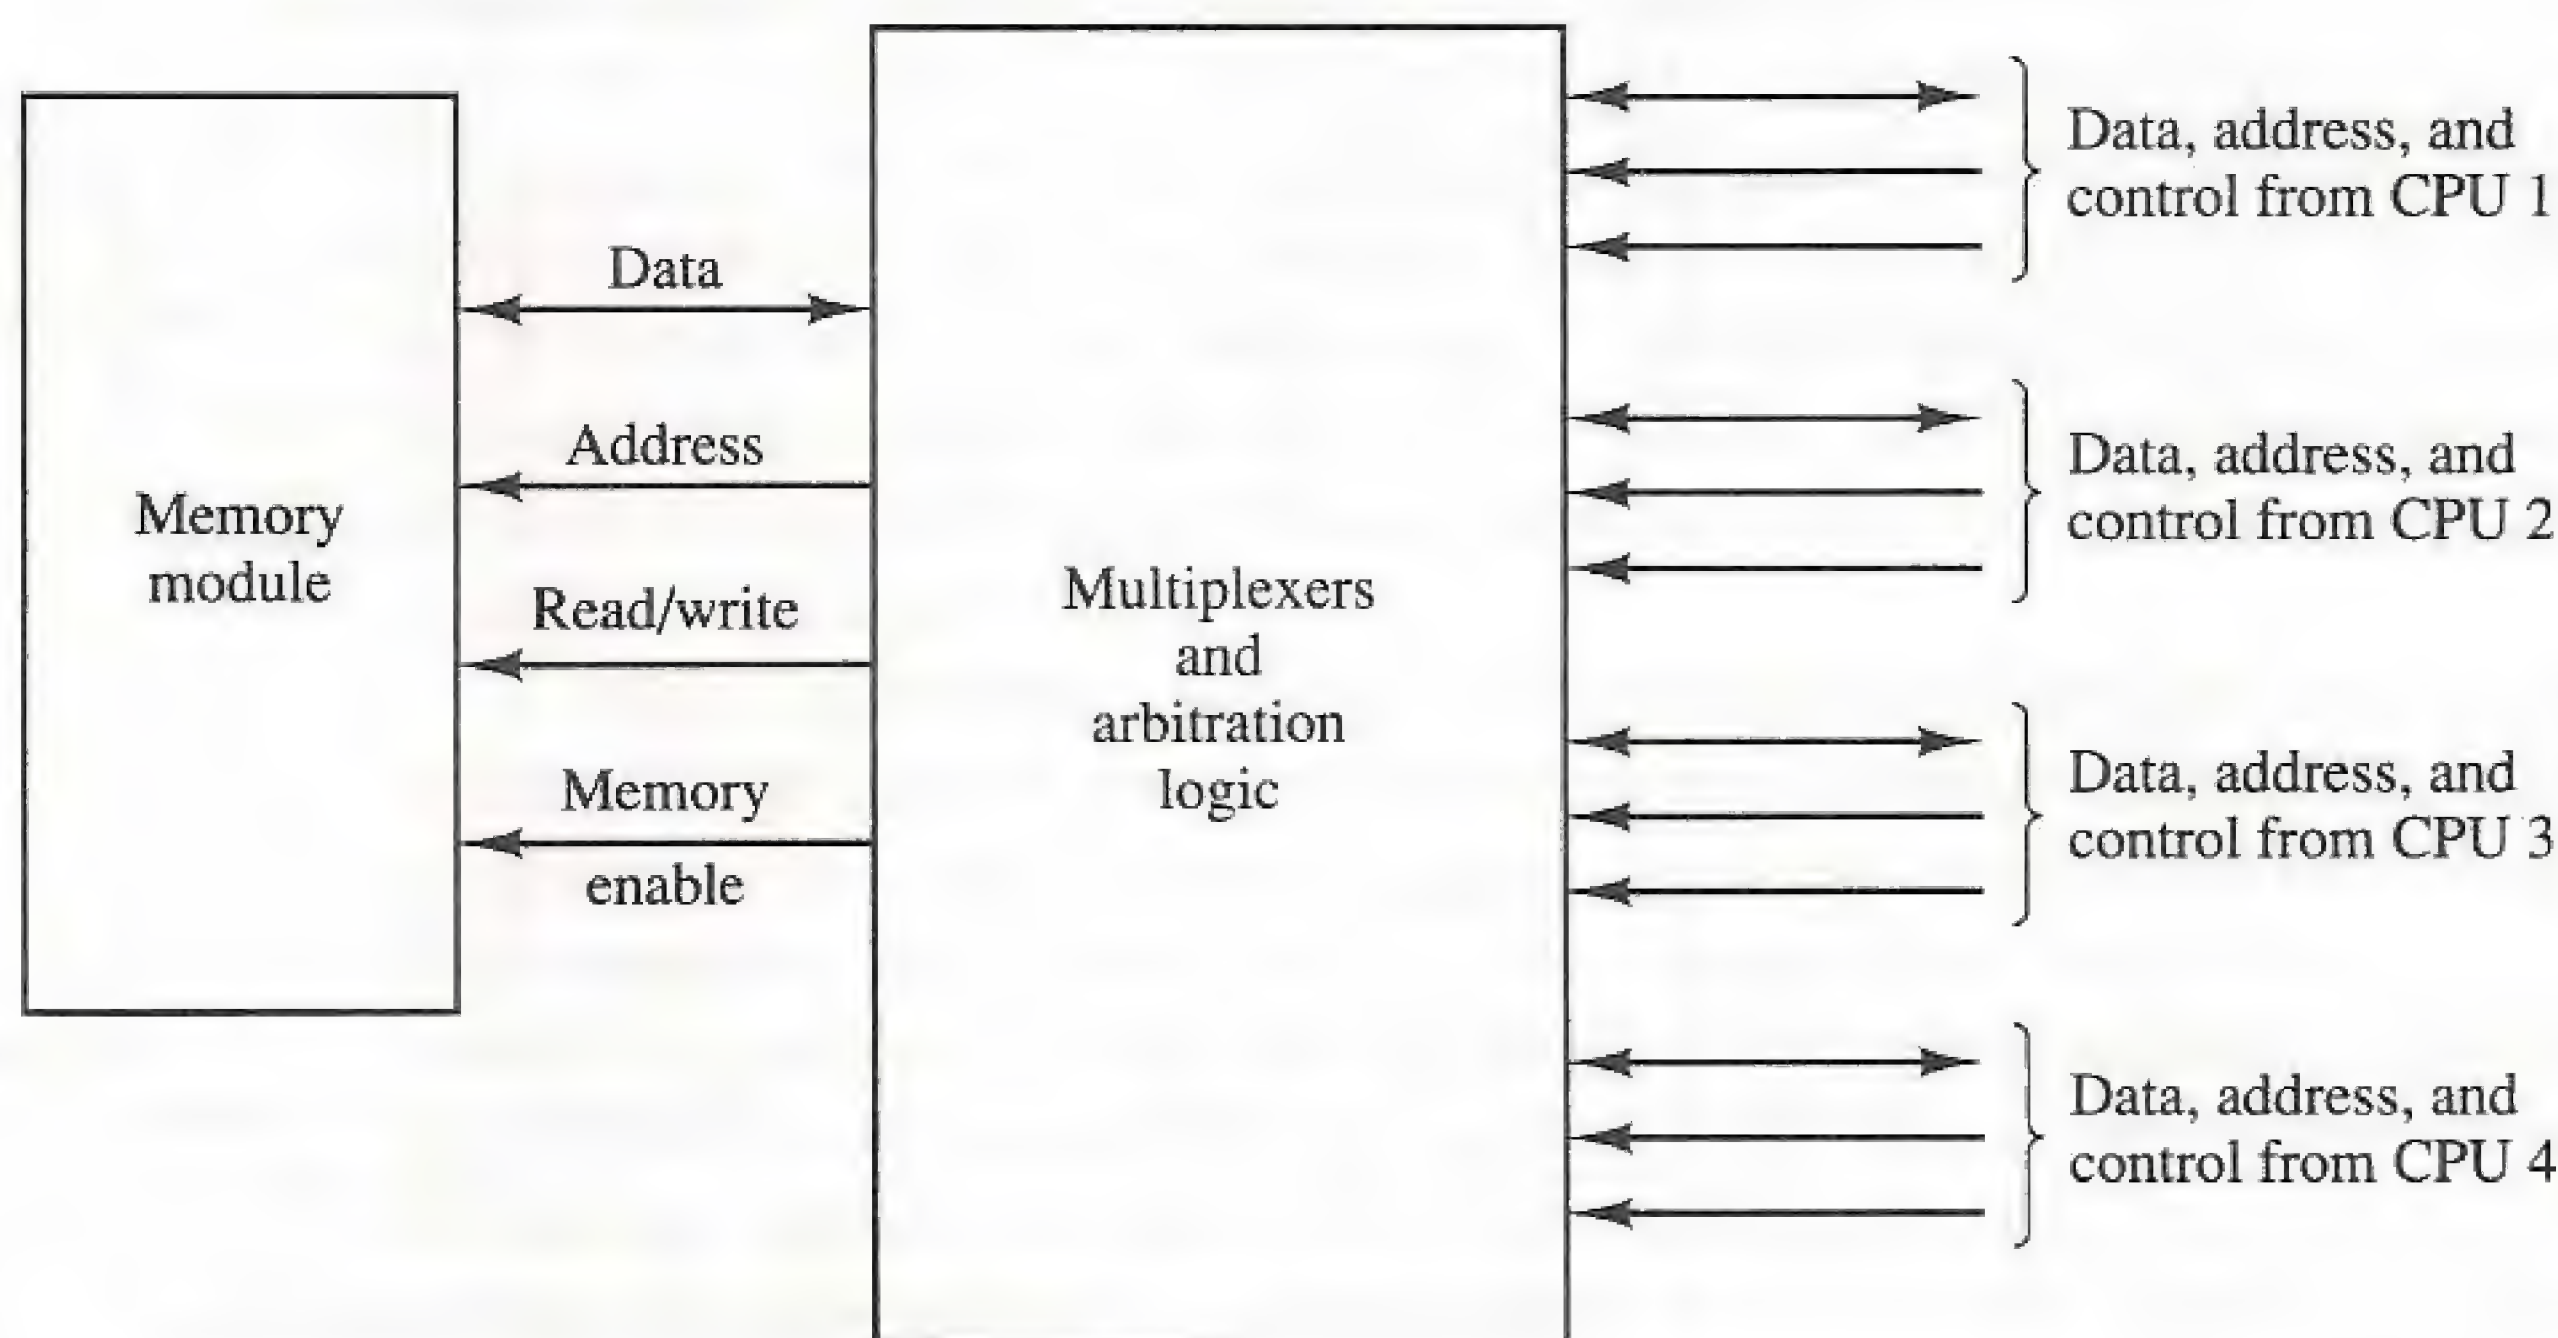 Data
Address
Read/write
Memory
enable
Memory
module
Multiplexers
and
arbitration
logic
Data, address, and
control from CPU 1
Data, address, and
control from CPU 2
Data, address, and
control from CPU 3
Data, address, and
control from CPU 4